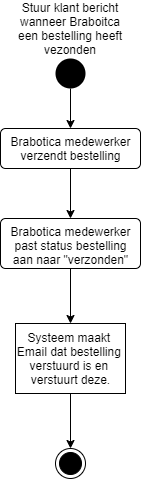 Stuur klant bericht
wanneer Braboitca
een bestelling heeft
vezonden
Brabotica medewerker
verzendt bestelling
Brabotica medewerker
past status bestelling
aan naar "verzonden"
Systeem maakt
Email dat bestelling
verstuurd is en
verstuurt deze.